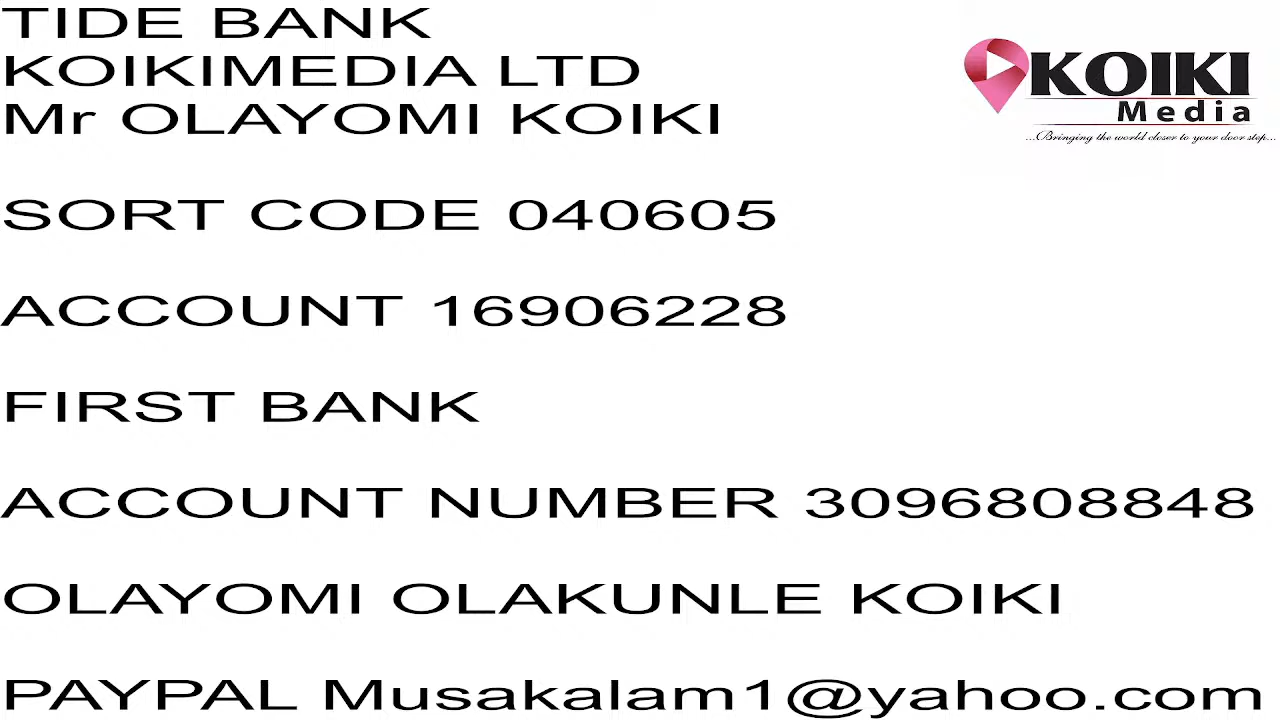 TIDE BANK
KOIKIMEDIA LTD
Mr OLAYOMI KOIKI
KOIKI
Media
...Bringing the world closer to your door step...
SORT CODE 040605
ACCOUNT 16906228
FIRST BANK
ACCOUNT NUMBER 3096808848
OLAYOMI OLAKUNLE KOIKI
PAYPAL Musakalam1@yahoo.com